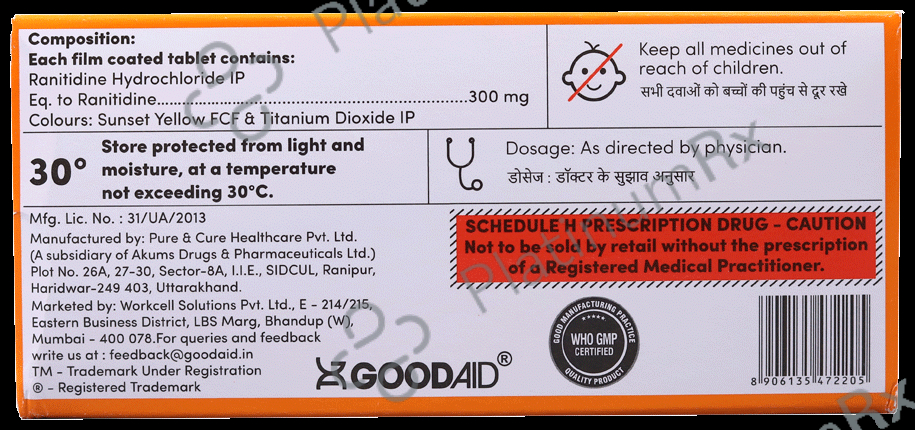 Composition:
Each film coated tablet contains:
Ranitidine Hydrochloride IP
Eq. to Ranitidine.......................................................300 mg
Colours: Sunset Yellow FCF & Titanium Dioxide IP
Keep all medicines out of
reach of children.
सभी दवाओं को बच्चों की पहुंच से दूर रखे
30°
Store protected from light and
moisture, at a temperature
not exceeding 30°C.
Dosage: As directed by physician.
डोसेज : डॉक्टर के सुझाव अनुसार
Mfg. Lic. No. : 31/UA/2013
Manufactured by: Pure & Cure Healthcare Pvt. Ltd.
(A subsidiary of Akums Drugs & Pharmaceuticals Ltd.)
Plot No. 26A, 27-30, Sector-8A, I.I.E., SIDCUL, Ranipur,
Haridwar-249 403, Uttarakhand.
Marketed by: Workcell Solutions Pvt. Ltd., E - 214/215,
Eastern Business District, LBS Marg, Bhandup (W),
Mumbai - 400 078.For queries and feedback
write us at : feedback@goodaid.in
TM - Trademark Under Registration
® - Registered Trademark
SCHEDULE H PRESCRIPTION DRUG - CAUTION
Not to be sold by retail without the prescription
of a Registered Medical Practitioner.
GOODAID®
GOOD MANUFACTURING PRACTICE
WHO GMP
CERTIFIED
QUALITY PRODUCT
8 906135 472205
PlatinumRx